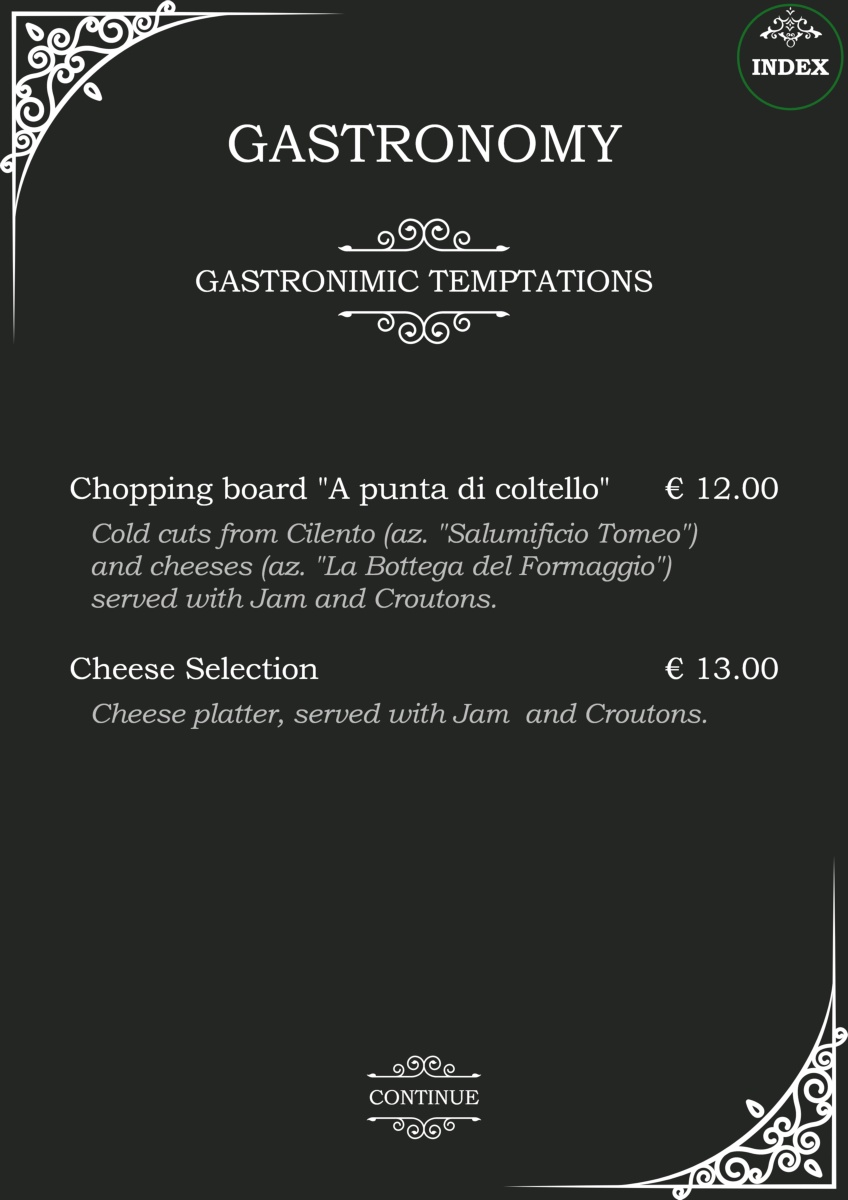 INDEX
GASTRONOMY
GASTRONIMIC TEMPTATIONS
Chopping board "A punta di coltello" € 12.00
Cold cuts from Cilento (az. "Salumificio Tomeo")
and cheeses (az. "La Bottega del Formaggio")
served with Jam and Croutons.
Cheese Selection € 13.00
Cheese platter, served with Jam  and Croutons.
CONTINUE